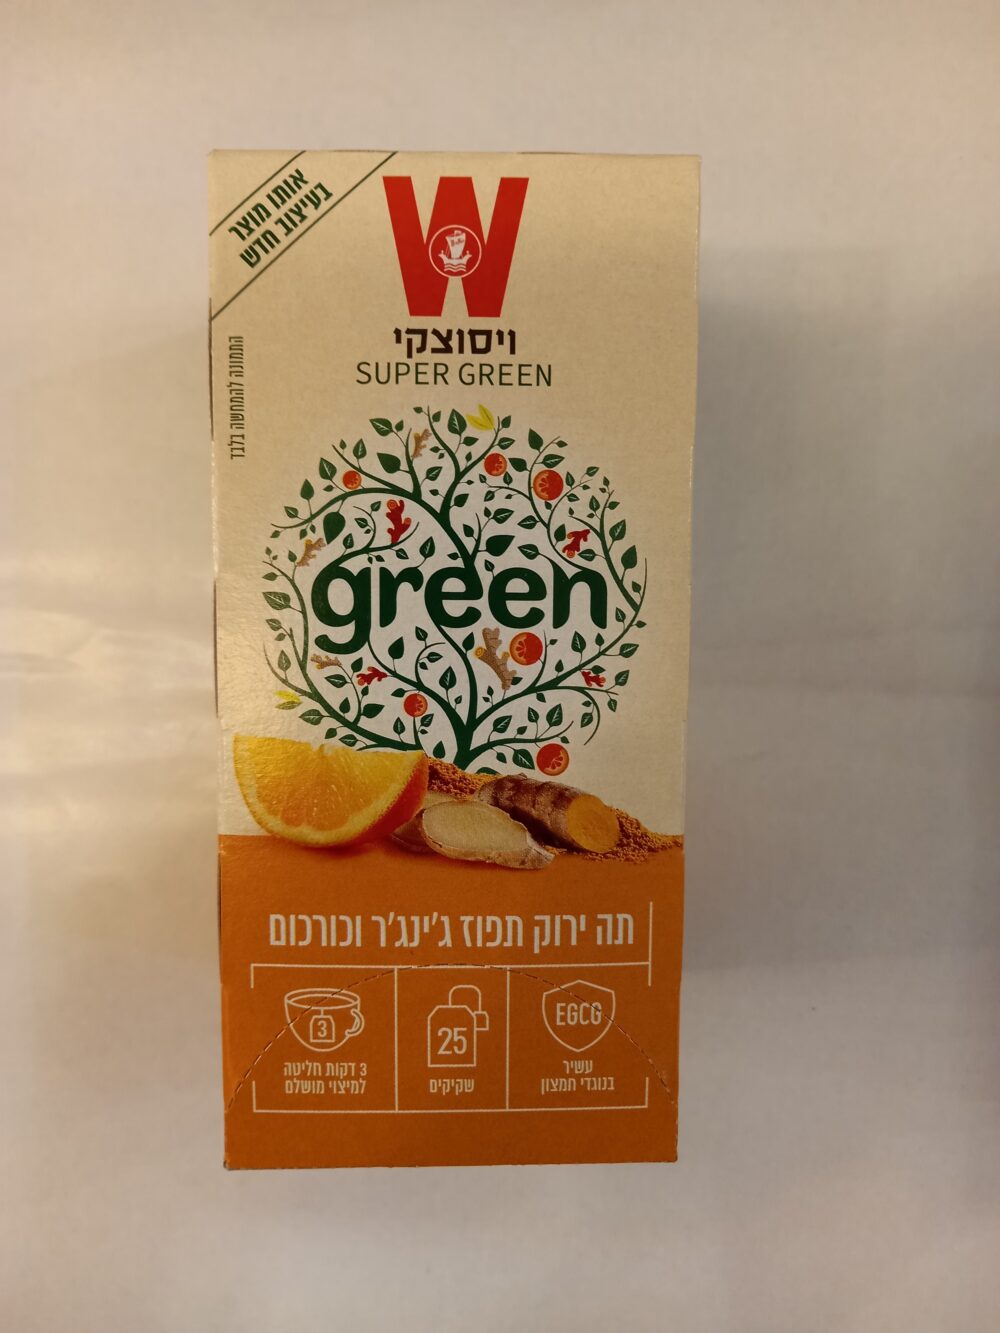 אותו מוצר
בעיצוב חדש
W
ויסוצקי
SUPER GREEN
התמונה להמחשה בלבד
green
תה ירוק תפוז ג'ינג'ר וכורכום
EGCG
עשיר
בנוגדי חמצון
25
שקיקים
3
3 דקות חליטה
למיצוי מושלם